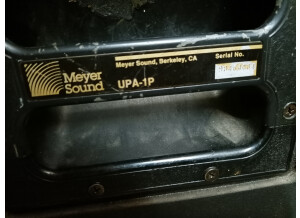 Meyer Sound, Berkeley, CA
Serial No.
Meyer
Sound
UPA-1P